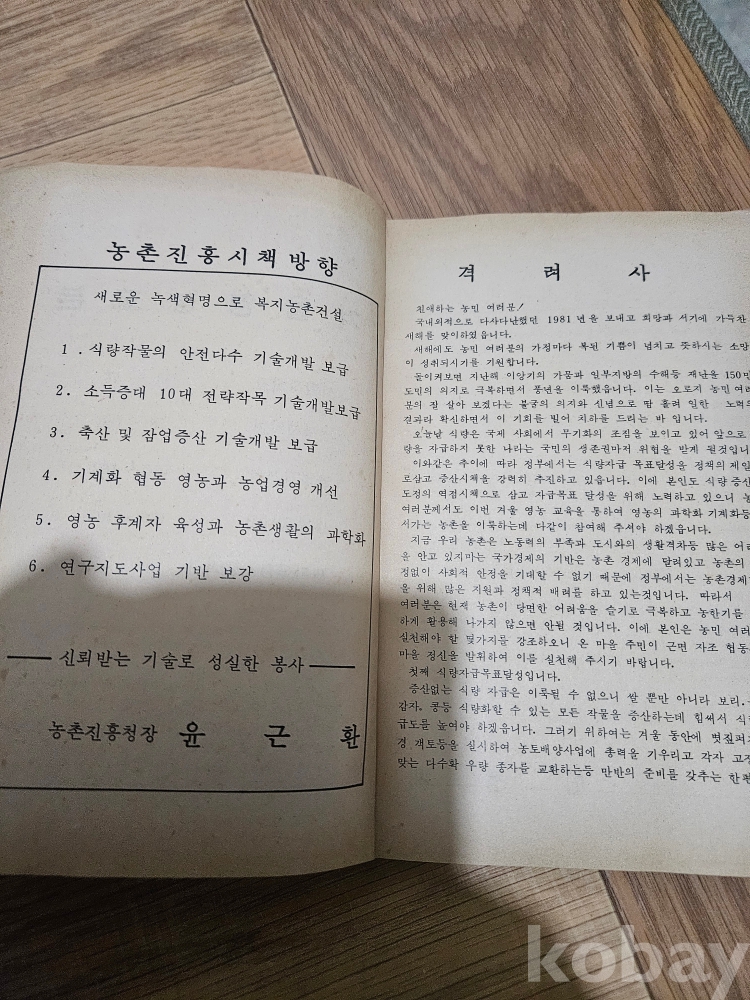 농촌진흥시책방향
새로운 녹색혁명으로 복지농촌건설
1. 식량작물의 안전다수 기술개발 보급
2. 소득증대 10대 전략작목 기술개발보급
3. 축산 및 잠업증산 기술개발 보급
4. 기계화 협동 영농과 농업경영 개선
5. 영농 후계자 육성과 농촌생활의 과학화
6. 연구지도사업 기반 보강
신뢰받는 기술로 성실한 봉사
농촌진흥청장 윤 근 환
격 려 사
친애하는 농민 여러분!
국내외적으로 다사다난했던 1981년을 보내고 희망과 서기에 가득찬
새해를 맞이하였읍니다.
새해에도 농민 여러분의 가정마다 복된 기쁨이 넘치고 뜻하시는 소망
이 성취되시기를 기원합니다.
돌이켜보면 지난해 이앙기의 가뭄과 일부지방의 수해등 재난을 150만
도민의 의지로 극복하면서 풍년을 이룩했읍니다. 이는 오로지 농민 여러
분의 잘 살아 보겠다는 불굴의 의지와 신념으로 땀 흘려 일한 노력의
결과라 확신하면서 이 기회를 빌어 치하를 드리는 바 입니다.
오늘날 식량은 국제 사회에서 무기화의 조짐을 보이고 있어 앞으로
량을 자급하지 못한 나라는 국민의 생존권마저 위협을 받게 될것입니
이와같은 추이에 따라 정부에서는 식량자급 목표달성을 정책의 제일
로삼고 증산시책을 강력히 추진하고 있읍니다. 이에 본인도 식량 증산
도정의 역점시책으로 삼고 자급목표 달성을 위해 노력하고 있으니 농
여러분께서도 이번 겨울 영농 교육을 통하여 영농의 과학화 기계화등
서가는 농촌을 이룩하는데 다같이 참여해 주셔야 하겠읍니다.
지금 우리 농촌은 노동력의 부족과 도시와의 생활격차등 많은 어려
을 안고 있지마는 국가경제의 기반은 농촌 경제에 달려있고 농촌의
정없이 사회적 안정을 기대할 수 없기 때문에 정부에서는 농촌경제
을 위해 많은 지원과 정책적 배려를 하고 있는것입니다. 따라서
여러분은 현재 농촌이 당면한 어려움을 슬기로 극복하고 농한기를
하게 활용해 나가지 않으면 안될 것입니다. 이에 본인은 농민 여러
실천해야 할 몇가지를 강조하오니 온 마을 주민이 근면 자조 협동
마을 정신을 발휘하여 이를 실천해 주시기 바랍니다.
첫째 식량자급목표달성입니다.
증산없는 식량 자급은 이룩될 수 없으니 쌀 뿐만 아니라 보리,
감자, 콩등 식량화할 수 있는 모든 작물을 증산하는데 힘써서 식
급도를 높여야 하겠읍니다. 그러기 위하여는 겨울 동안에 볏짚펴
경 객토등을 실시하여 농토배양사업에 총력을 기우리고 각자 고
맞는 다수확 우량 종자를 교환하는등 만반의 준비를 갖추는 한편
kobay